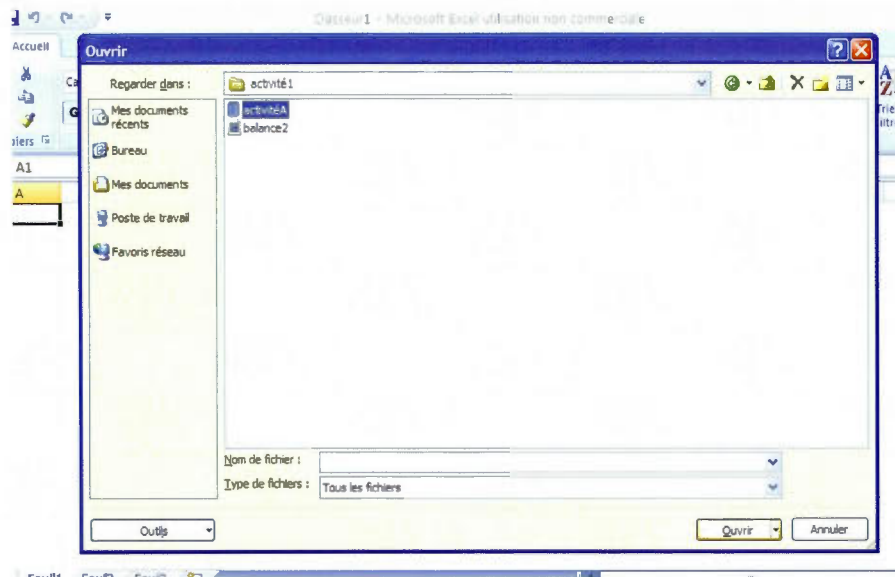 Classeur1 - Microsoft Excel utilisation non commerciale
Accueil
Ouvrir
Regarder dans :
activité1
Ca
G
A1
A
Mes documents récents
Bureau
Mes documents
Poste de travail
Favoris réseau
activitéA
balance2
Nom de fichier :
Type de fichiers :
Tous les fichiers
Outils
Ouvrir
Annuler